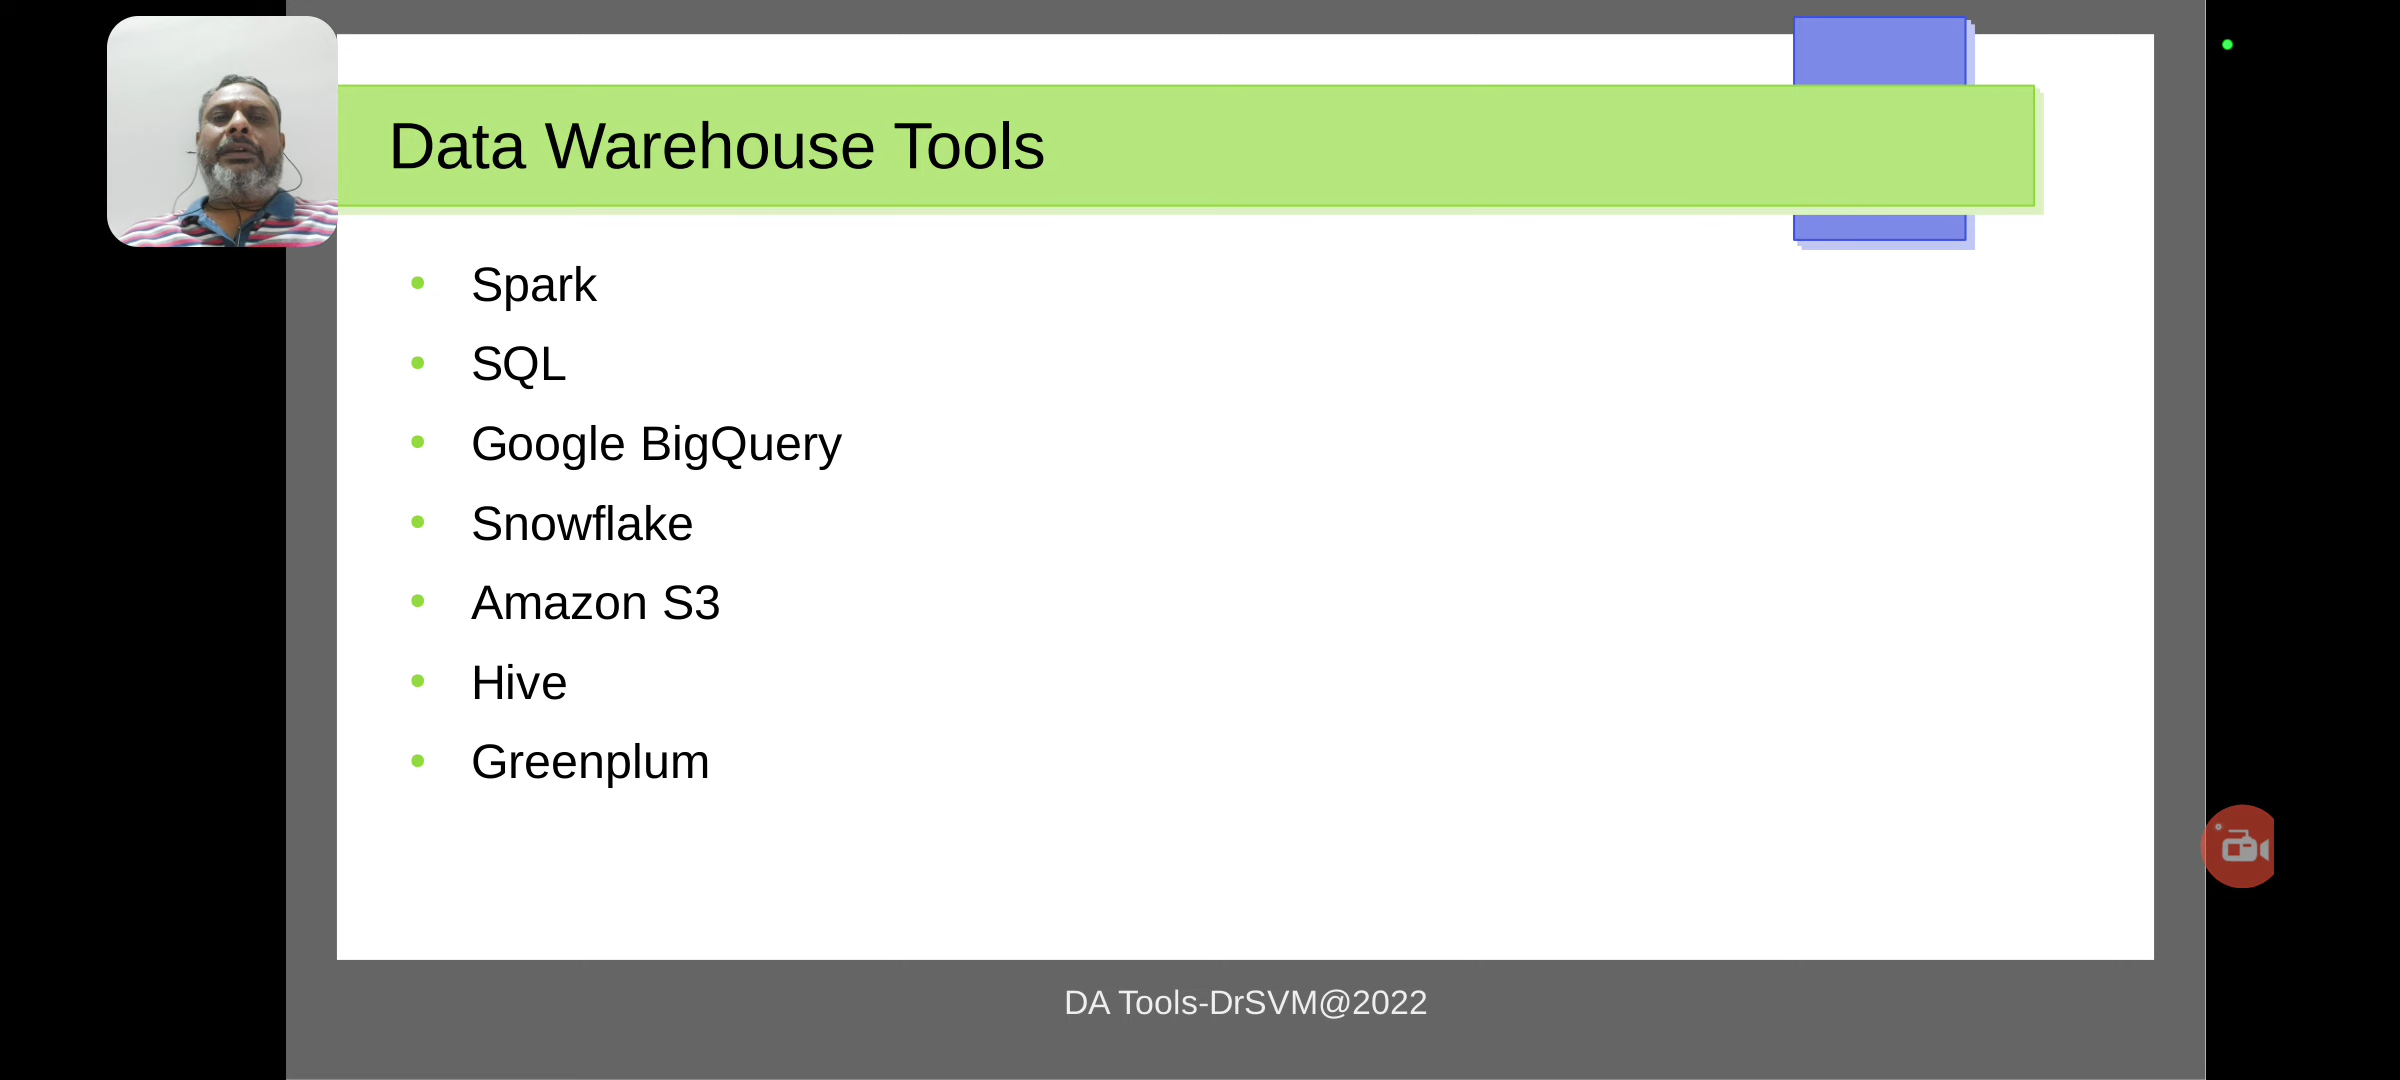 Data Warehouse Tools
• Spark
• SQL
• Google BigQuery
• Snowflake
• Amazon S3
• Hive
• Greenplum
DA Tools-DrSVM@2022